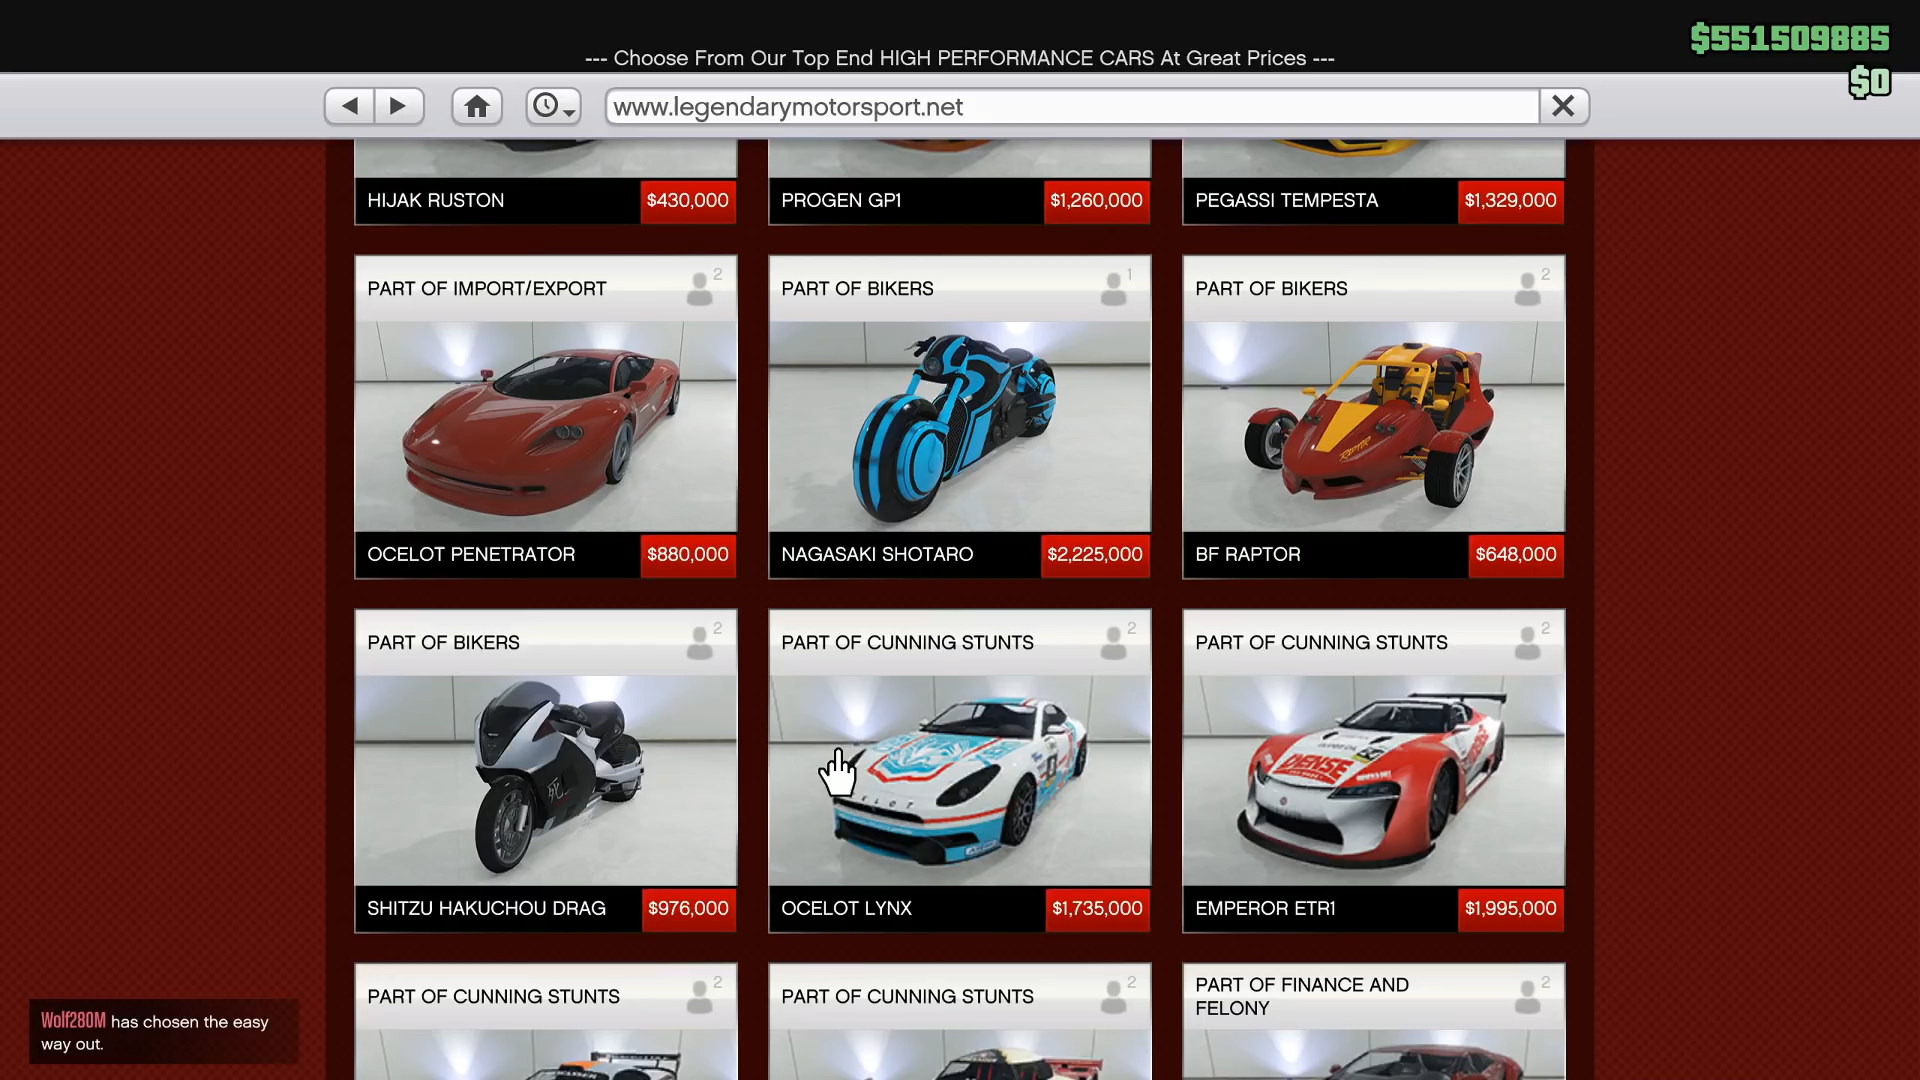 $551509885
--- Choose From Our Top End HIGH PERFORMANCE CARS At Great Prices ---
$0
www.legendarymotorsport.net
HIJAK RUSTON
$430,000
PROGEN GP1
$1,260,000
PEGASSI TEMPESTA
$1,329,000
PART OF IMPORT/EXPORT
2
PART OF BIKERS
1
PART OF BIKERS
2
RAPTOR
OCELOT PENETRATOR
$880,000
NAGASAKI SHOTARO
$2,225,000
BF RAPTOR
$648,000
PART OF BIKERS
2
PART OF CUNNING STUNTS
2
PART OF CUNNING STUNTS
2
DENSE
SHITZU HAKUCHOU DRAG
$976,000
OCELOT LYNX
$1,735,000
EMPEROR ETR1
$1,995,000
PART OF CUNNING STUNTS
2
PART OF CUNNING STUNTS
2
PART OF FINANCE AND
FELONY
2
Wolf280M has chosen the easy
way out.